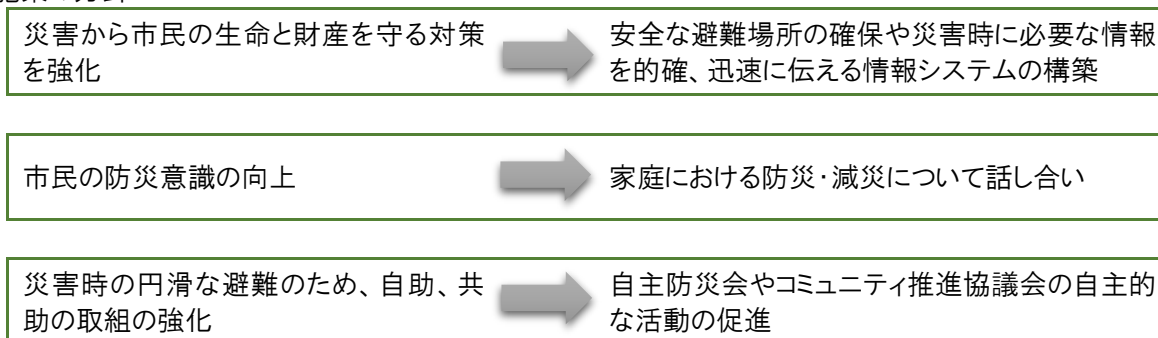 災害から市民の生命と財産を守る対策
を強化
安全な避難場所の確保や災害時に必要な情報
を的確、迅速に伝える情報システムの構築
市民の防災意識の向上
家庭における防災・減災について話し合い
災害時の円滑な避難のため、自助、共
助の取組の強化
自主防災会やコミュニティ推進協議会の自主的
な活動の促進